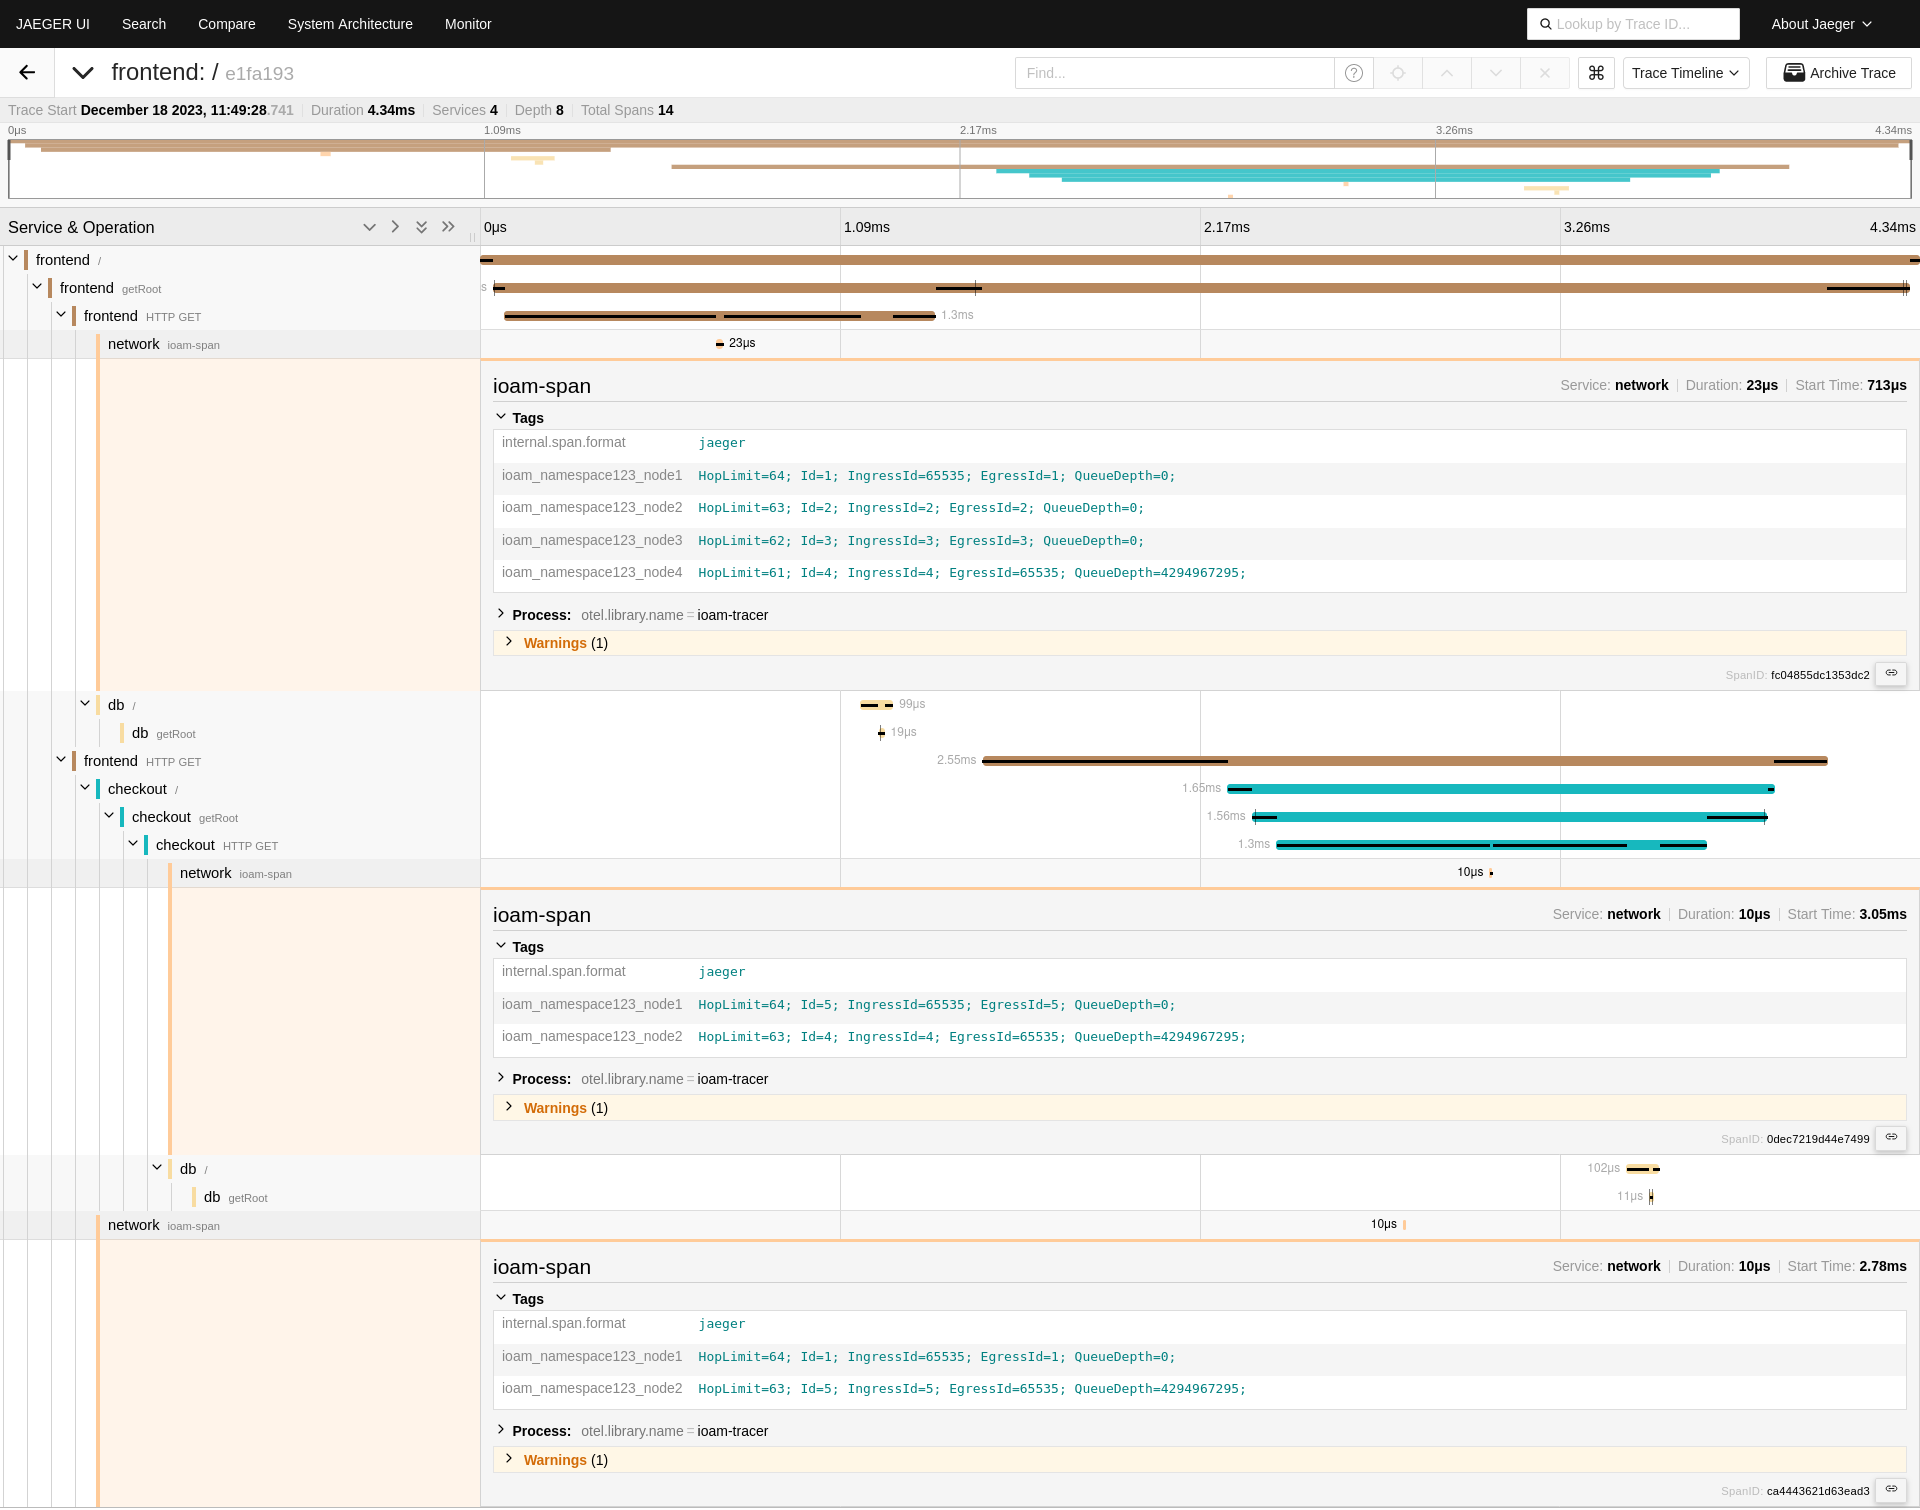 JAEGER UI Search Compare System Architecture Monitor Lookup by Trace ID... About Jaeger
frontend: / e1fa193 Find... ? ⌘ Trace Timeline Archive Trace
Trace Start December 18 2023, 11:49:28.741 Duration 4.34ms Services 4 Depth 8 Total Spans 14
0μs 1.09ms 2.17ms 3.26ms 4.34ms
Service & Operation 0μs 1.09ms 2.17ms 3.26ms 4.34ms
frontend /
frontend getRoot s
frontend HTTP GET 1.3ms
network ioam-span 23μs
ioam-span Service: network Duration: 23μs Start Time: 713μs
Tags
internal.span.format jaeger
ioam_namespace123_node1 HopLimit=64; Id=1; IngressId=65535; EgressId=1; QueueDepth=0;
ioam_namespace123_node2 HopLimit=63; Id=2; IngressId=2; EgressId=2; QueueDepth=0;
ioam_namespace123_node3 HopLimit=62; Id=3; IngressId=3; EgressId=3; QueueDepth=0;
ioam_namespace123_node4 HopLimit=61; Id=4; IngressId=4; EgressId=65535; QueueDepth=4294967295;
Process: otel.library.name = ioam-tracer
Warnings (1)
SpanID: fc04855dc1353dc2
db / 99μs
db getRoot 19μs
frontend HTTP GET 2.55ms
checkout / 1.65ms
checkout getRoot 1.56ms
checkout HTTP GET 1.3ms
network ioam-span 10μs
ioam-span Service: network Duration: 10μs Start Time: 3.05ms
Tags
internal.span.format jaeger
ioam_namespace123_node1 HopLimit=64; Id=5; IngressId=65535; EgressId=5; QueueDepth=0;
ioam_namespace123_node2 HopLimit=63; Id=4; IngressId=4; EgressId=65535; QueueDepth=4294967295;
Process: otel.library.name = ioam-tracer
Warnings (1)
SpanID: 0dec7219d44e7499
db / 102μs
db getRoot 11μs
network ioam-span 10μs
ioam-span Service: network Duration: 10μs Start Time: 2.78ms
Tags
internal.span.format jaeger
ioam_namespace123_node1 HopLimit=64; Id=1; IngressId=65535; EgressId=1; QueueDepth=0;
ioam_namespace123_node2 HopLimit=63; Id=5; IngressId=5; EgressId=65535; QueueDepth=4294967295;
Process: otel.library.name = ioam-tracer
Warnings (1)
SpanID: ca4443621d63ead3